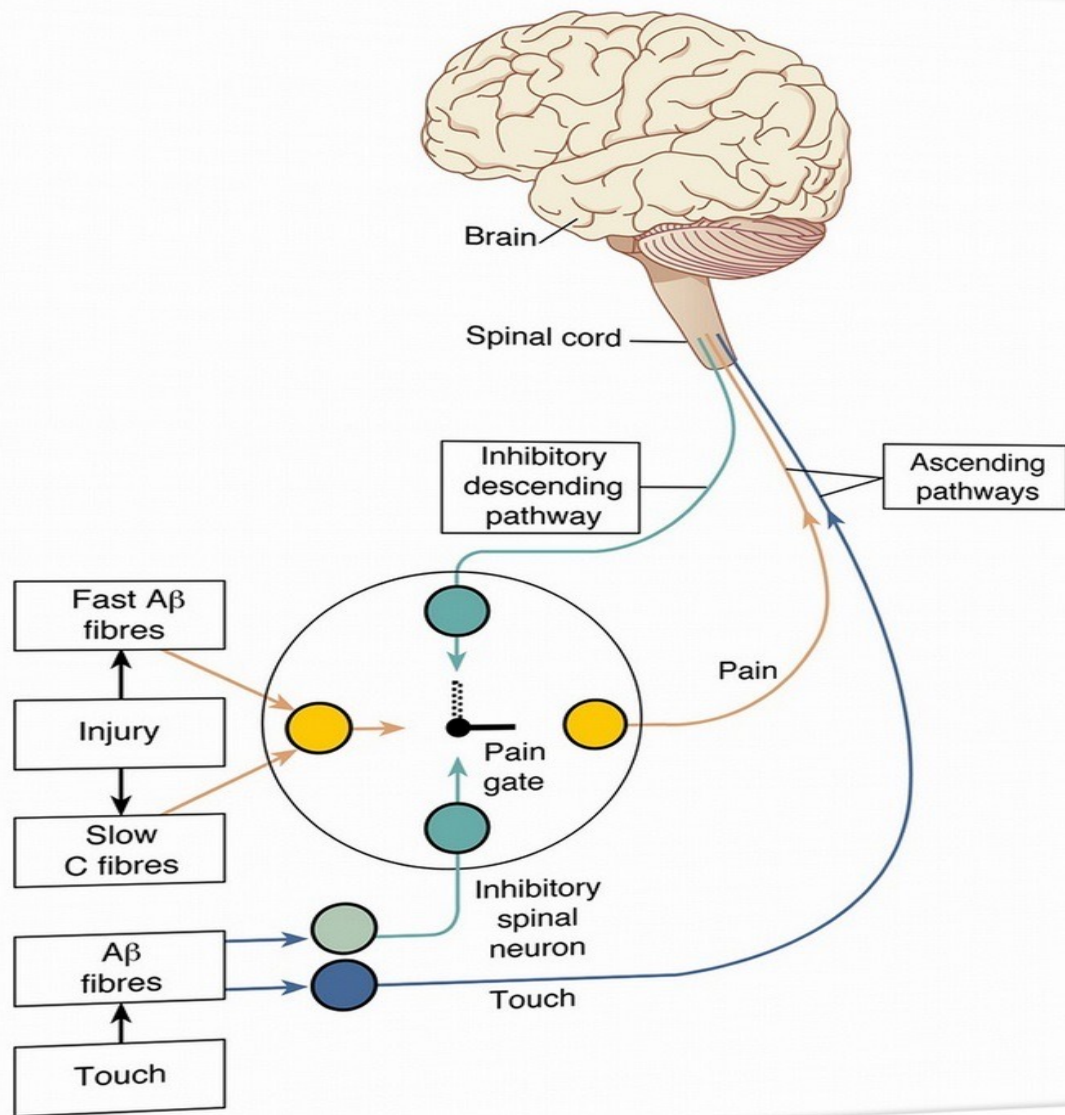 Brain
Spinal cord
Inhibitory
descending
pathway
Ascending
pathways
Fast Aβ
fibres
Injury
Slow
C fibres
Pain
gate
Pain
Inhibitory
spinal
neuron
Aβ
fibres
Touch
Touch